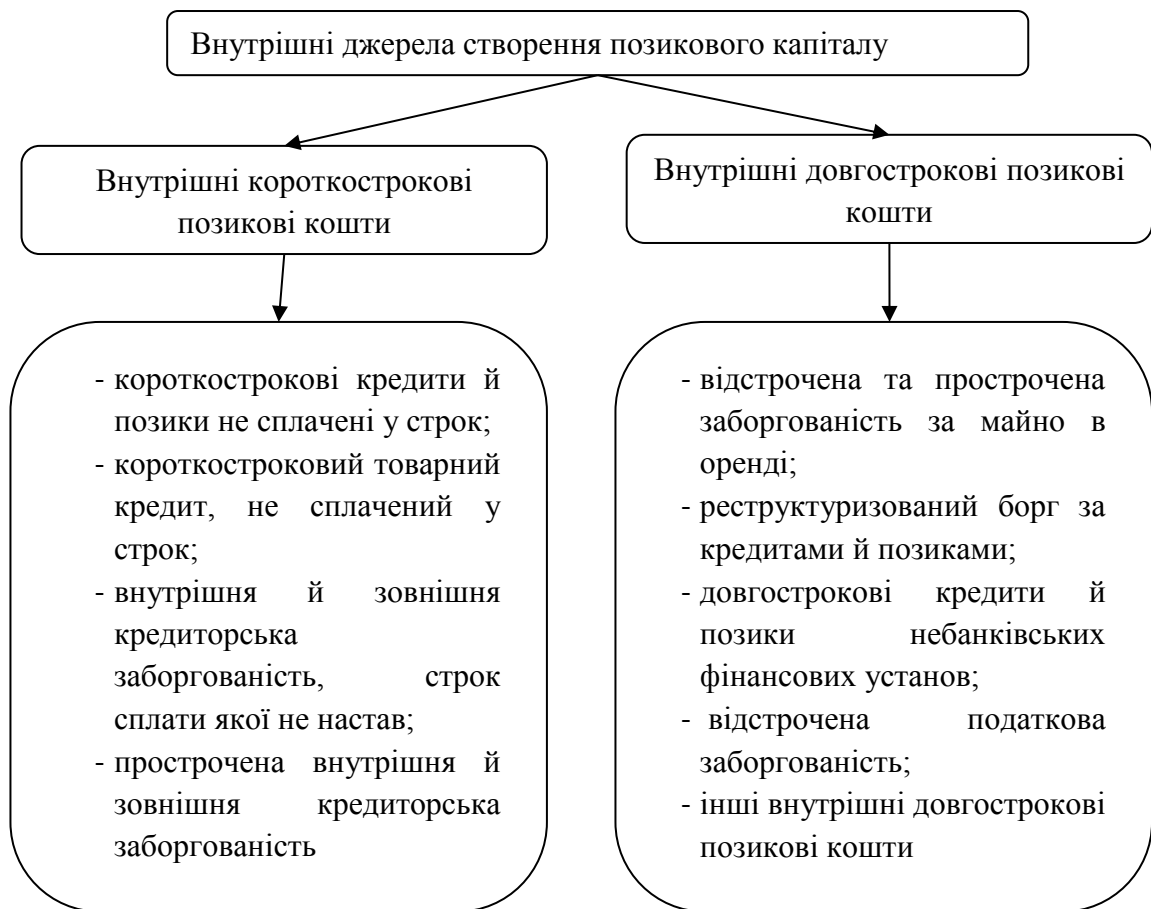 Внутрішні джерела створення позикового капіталу
Внутрішні короткострокові
позикові кошти
Внутрішні довгострокові позикові
кошти
- короткострокові кредити й
позики не сплачені у строк;
- короткостроковий товарний
кредит, не сплачений у
строк;
- внутрішня й зовнішня
кредиторська
заборгованість, строк
сплати якої не настав;
- прострочена внутрішня й
зовнішня кредиторська
заборгованість
- відстрочена та прострочена
заборгованість за майно в
оренді;
- реструктуризований борг за
кредитами й позиками;
- довгострокові кредити й
позики небанківських
фінансових установ;
- відстрочена податкова
заборгованість;
- інші внутрішні довгострокові
позикові кошти